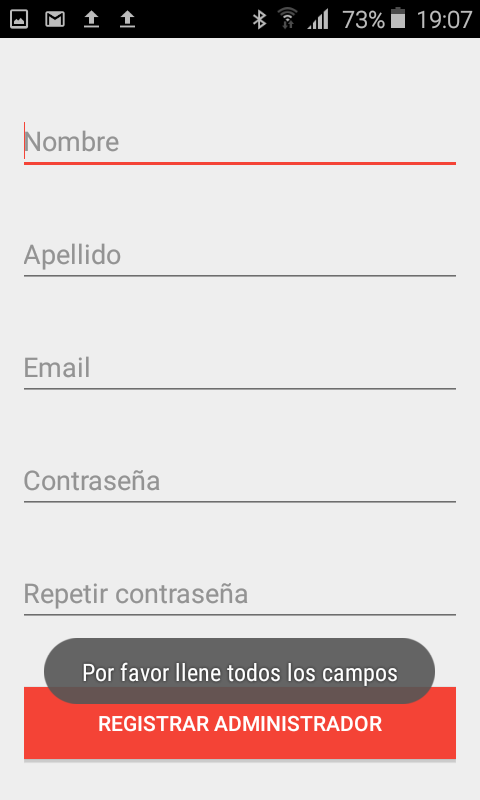 73% 19:07
Nombre
Apellido
Email
Contraseña
Repetir contraseña
Por favor llene todos los campos
REGISTRAR ADMINISTRADOR